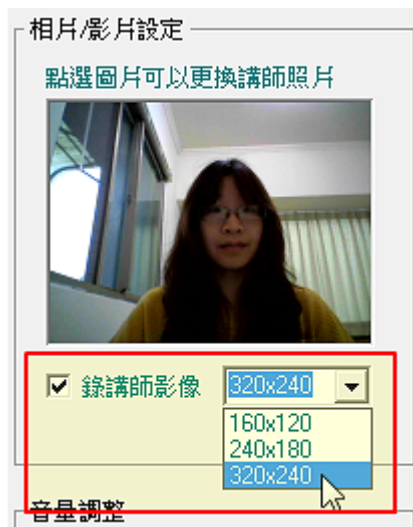 相片/影片設定
點選圖片可以更換講師照片
錄講師影像 320x240
160x120
240x180
320x240
音量調整